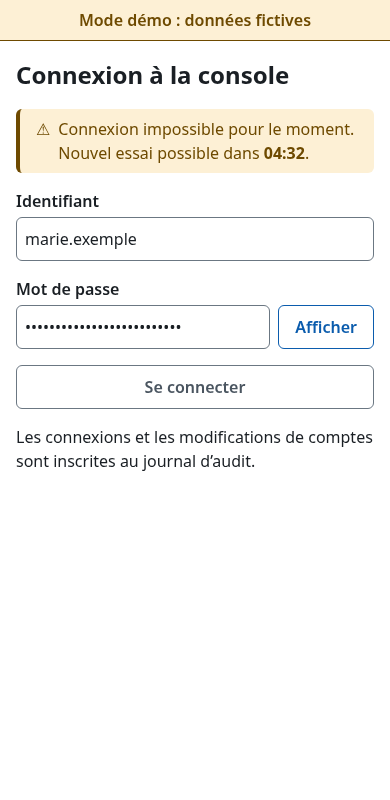 Mode démo : données fictives
Connexion à la console
⚠ Connexion impossible pour le moment.
Nouvel essai possible dans 04:32.
Identifiant
marie.exemple
Mot de passe
••••••••••••••••••••••••••
Afficher
Se connecter
Les connexions et les modifications de comptes
sont inscrites au journal d’audit.